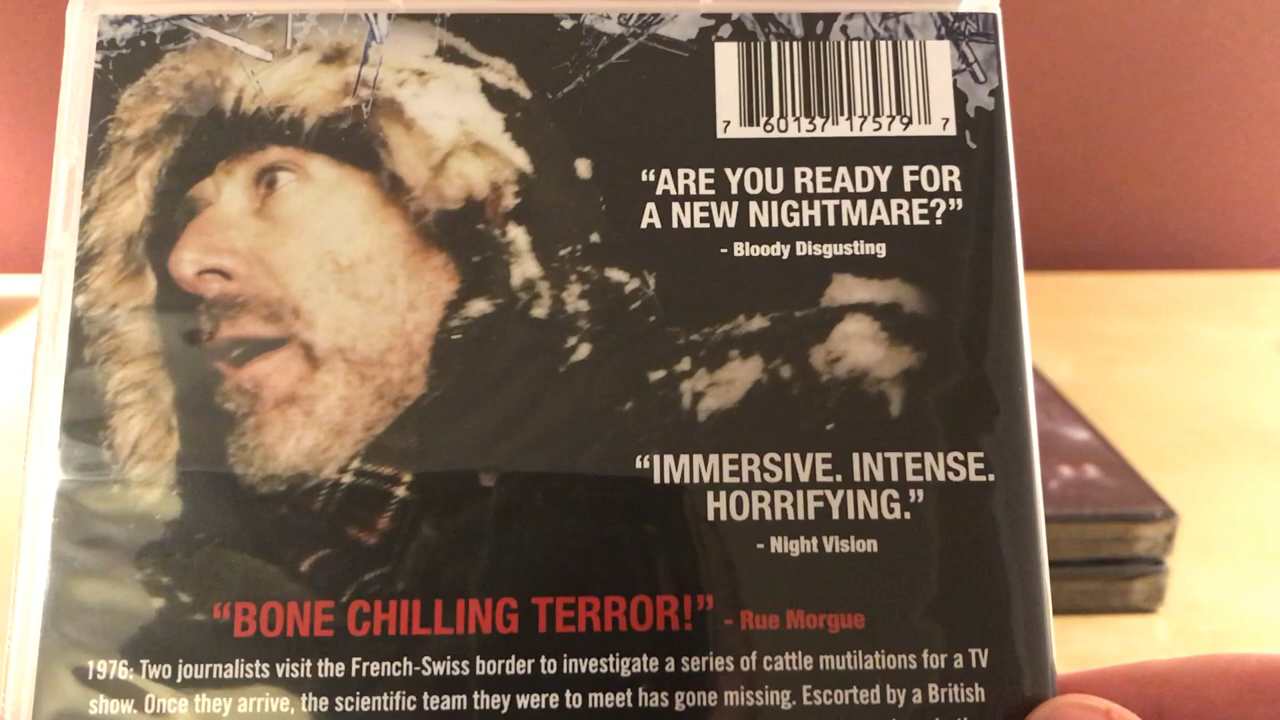 7 60137 17579 7
“ARE YOU READY FOR
A NEW NIGHTMARE?”
- Bloody Disgusting
“IMMERSIVE. INTENSE.
HORRIFYING.”
- Night Vision
“BONE CHILLING TERROR!” - Rue Morgue
1976: Two journalists visit the French-Swiss border to investigate a series of cattle mutilations for a TV
show. Once they arrive, the scientific team they were to meet has gone missing. Escorted by a British